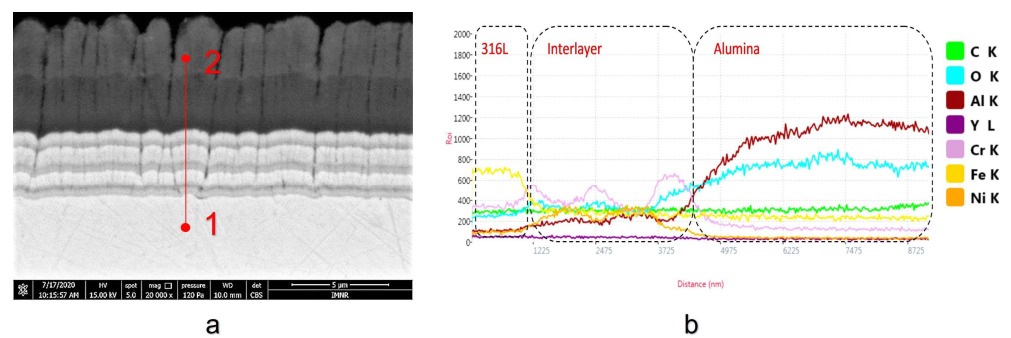 2
1
7/17/2020
10:15:57 AM
HV
15.00 kV
spot
5.0
mag
20 000 x
pressure
120 Pa
WD
10.0 mm
det
CBS
5 µm
IMNR
a
316L
Interlayer
Alumina
Roi
2000
1800
1600
1400
1200
1000
800
600
400
200
0
1225
2475
3725
4975
6225
7475
8725
Distance (nm)
C K
O K
Al K
Y L
Cr K
Fe K
Ni K
b